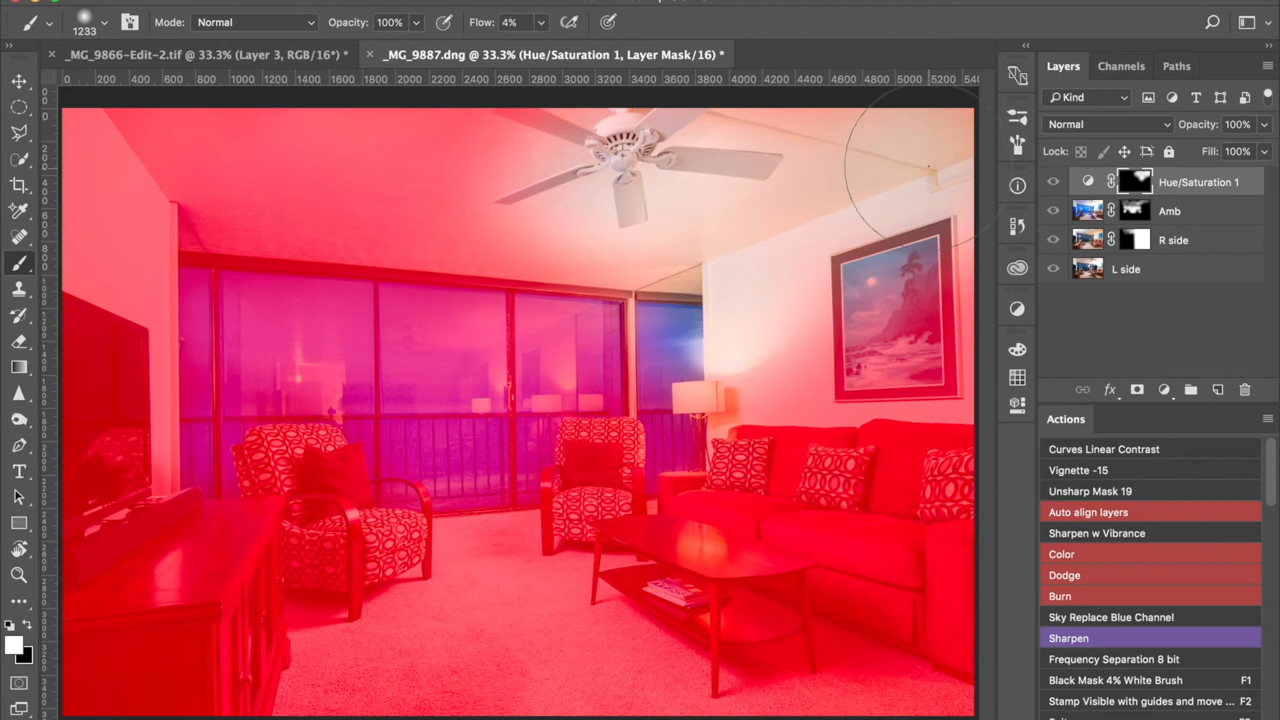 1233
Mode: Normal
Opacity: 100%
Flow: 4%
_MG_9866-Edit-2.tif @ 33.3% (Layer 3, RGB/16*) *
_MG_9887.dng @ 33.3% (Hue/Saturation 1, Layer Mask/16) *
0 200 400 600 800 1000 1200 1400 1600 1800 2000 2200 2400 2600 2800 3000 3200 3400 3600 3800 4000 4200 4400 4600 4800 5000 5200
Layers
Channels
Paths
Kind
Normal
Opacity: 100%
Lock:
Fill: 100%
Hue/Saturation 1
Amb
R side
L side
fx
Actions
Curves Linear Contrast
Vignette -15
Unsharp Mask 19
Auto align layers
Sharpen w Vibrance
Color
Dodge
Burn
Sky Replace Blue Channel
Sharpen
Frequency Separation 8 bit
Black Mask 4% White Brush F1
Stamp Visible with guides and move ... F2